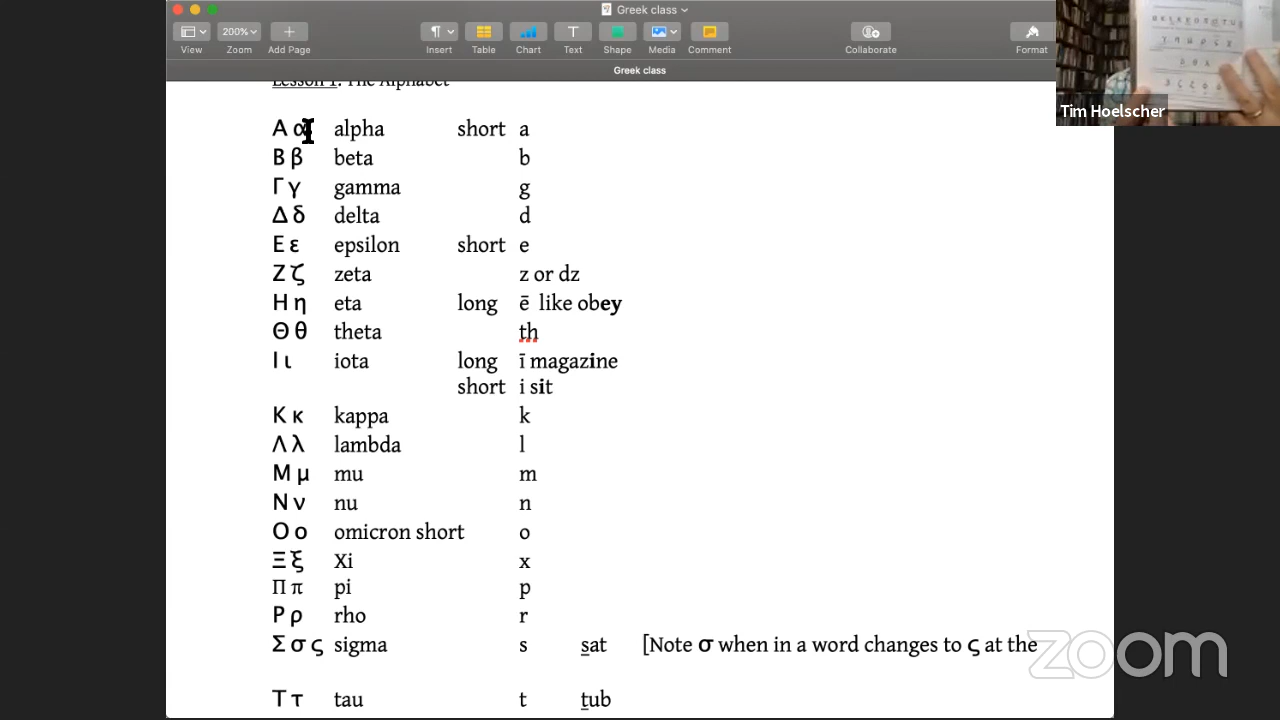 Greek class
200%
View Zoom Add Page Insert Table Chart Text Shape Media Comment Collaborate Format
Greek class
Lesson 1: The Alphabet
Tim Hoelscher
Α α alpha short a
Β β beta b
Γ γ gamma g
Δ δ delta d
Ε ε epsilon short e
Ζ ζ zeta z or dz
Η η eta long ē like obey
Θ θ theta th
Ι ι iota long ī magazine
short i sit
Κ κ kappa k
Λ λ lambda l
Μ μ mu m
Ν ν nu n
Ο ο omicron short o
Ξ ξ Xi x
Π π pi p
Ρ ρ rho r
Σ σ ς sigma s sat [Note σ when in a word changes to ς at the
zoom
Τ τ tau t tub